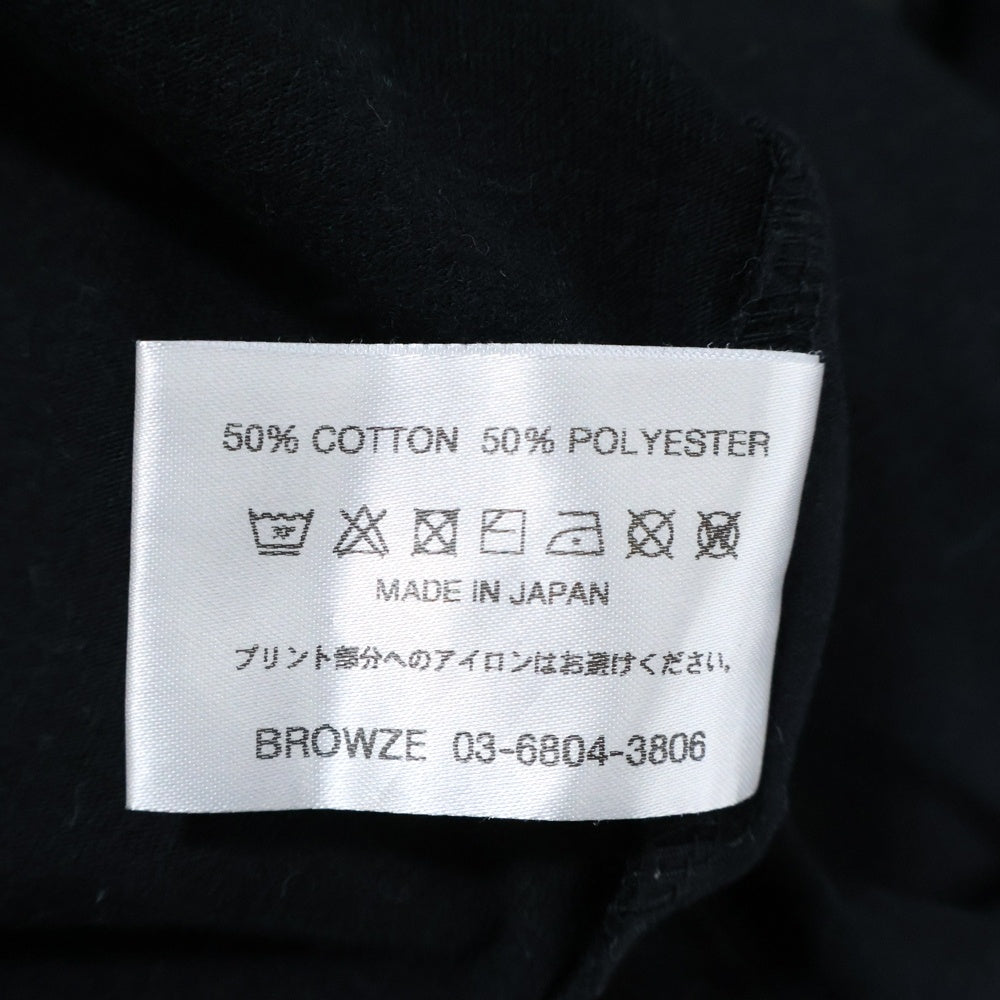 50% COTTON 50% POLYESTER
MADE IN JAPAN
プリント部分へのアイロンはお避けください。
BROWZE 03-6804-3806